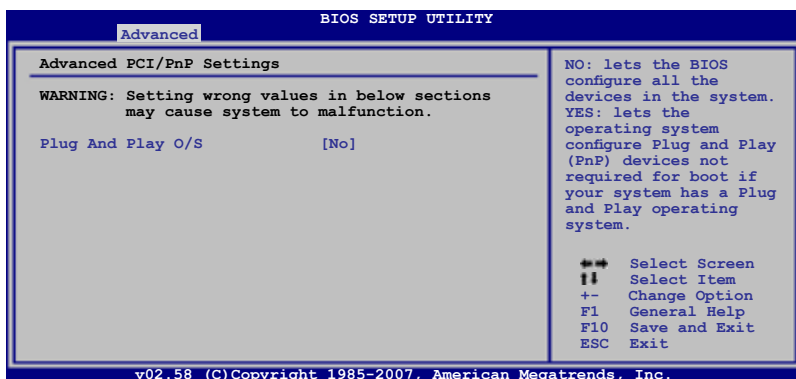 BIOS SETUP UTILITY
Advanced
Advanced PCI/PnP Settings
WARNING: Setting wrong values in below sections
may cause system to malfunction.
Plug And Play O/S [No]
NO: lets the BIOS
configure all the
devices in the system.
YES: lets the
operating system
configure Plug and Play
(PnP) devices not
required for boot if
your system has a Plug
and Play operating
system.
Select Screen
Select Item
+- Change Option
F1 General Help
F10 Save and Exit
ESC Exit
v02.58 (C)Copyright 1985-2007, American Megatrends, Inc.